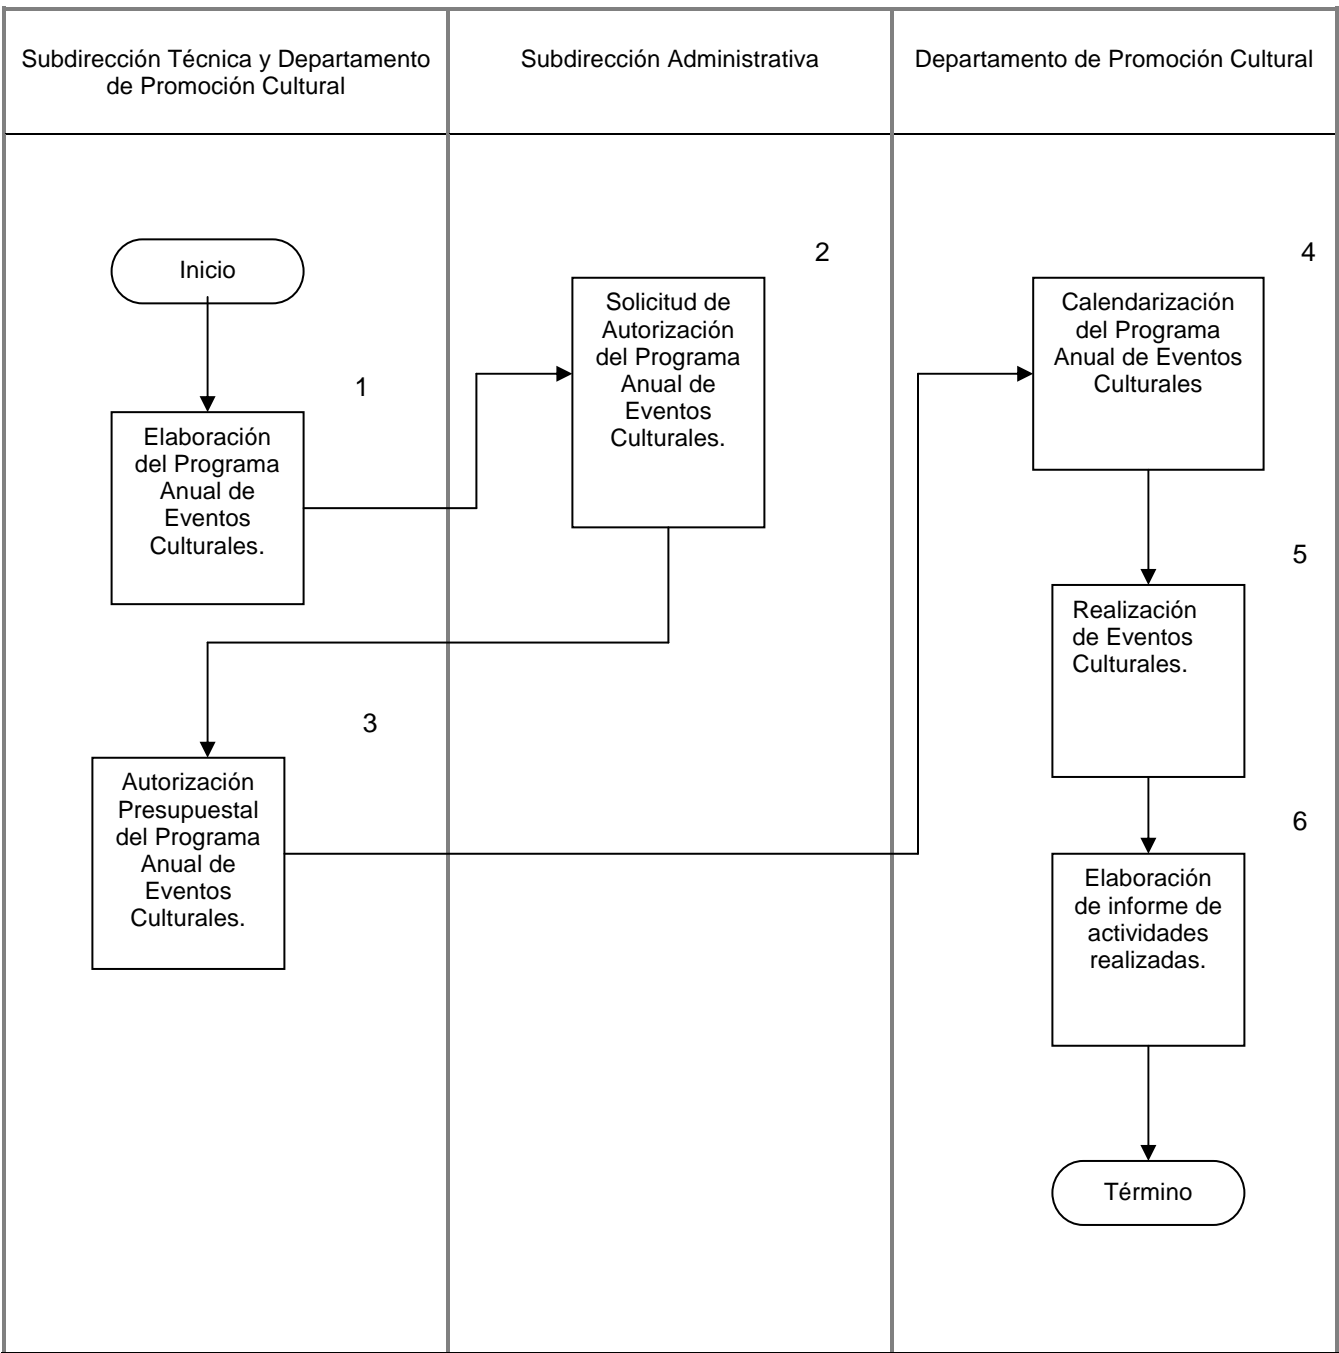 Subdirección Técnica y Departamento
de Promoción Cultural
Subdirección Administrativa
Departamento de Promoción Cultural
Inicio
1
Elaboración
del Programa
Anual de
Eventos
Culturales.
2
Solicitud de
Autorización
del Programa
Anual de
Eventos
Culturales.
3
Autorización
Presupuestal
del Programa
Anual de
Eventos
Culturales.
4
Calendarización
del Programa
Anual de Eventos
Culturales
5
Realización
de Eventos
Culturales.
6
Elaboración
de informe de
actividades
realizadas.
Término